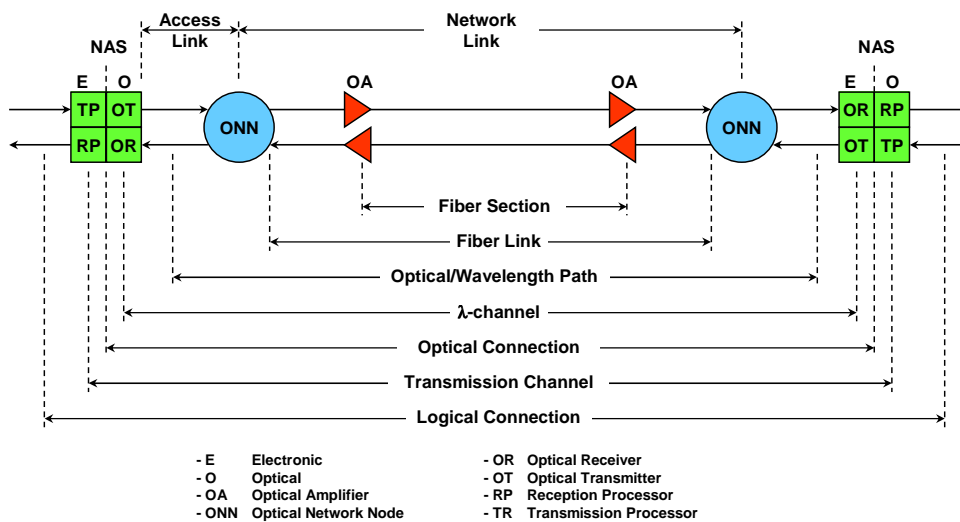 Access
Link
Network
Link
NAS
NAS
E O
OA
OA
E O
TP OT
ONN
ONN
OR RP
RP OR
OT TP
Fiber Section
Fiber Link
Optical/Wavelength Path
λ-channel
Optical Connection
Transmission Channel
Logical Connection
- E Electronic
- O Optical
- OA Optical Amplifier
- ONN Optical Network Node
- OR Optical Receiver
- OT Optical Transmitter
- RP Reception Processor
- TR Transmission Processor